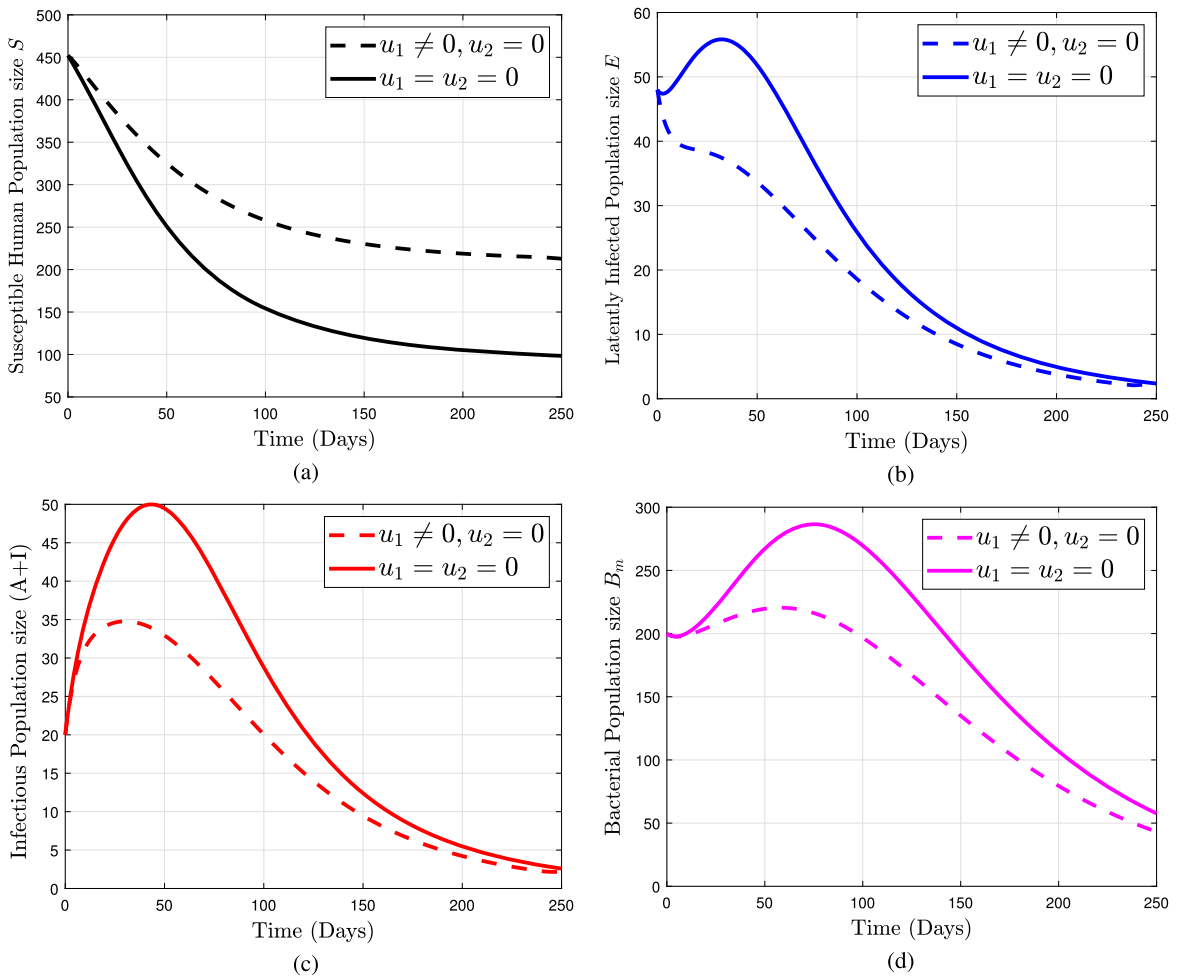 500
450
400
350
300
250
200
150
100
50
0
50
100
150
200
250
Susceptible Human Population size S
Time (Days)
u₁ ≠ 0, u₂ = 0
u₁ = u₂ = 0
(a)
60
50
40
30
20
10
0
0
50
100
150
200
250
Latently Infected Population size E
Time (Days)
u₁ ≠ 0, u₂ = 0
u₁ = u₂ = 0
(b)
50
45
40
35
30
25
20
15
10
5
0
0
50
100
150
200
250
Infectious Population size (A+I)
Time (Days)
u₁ ≠ 0, u₂ = 0
u₁ = u₂ = 0
(c)
300
250
200
150
100
50
0
0
50
100
150
200
250
Bacterial Population size Bₘ
Time (Days)
u₁ ≠ 0, u₂ = 0
u₁ = u₂ = 0
(d)